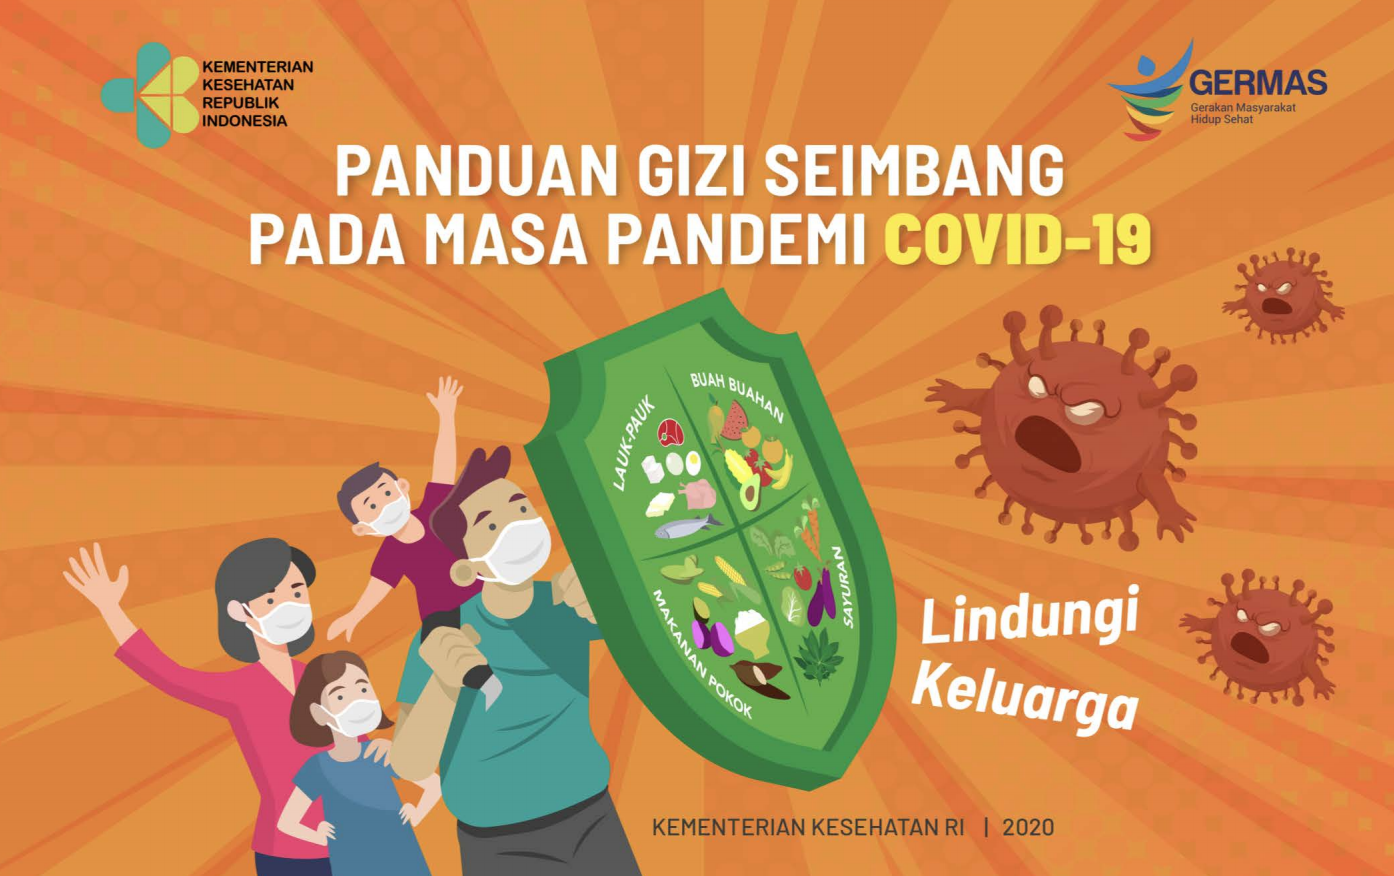 KEMENTERIAN
KESEHATAN
REPUBLIK
INDONESIA
GERMAS
Gerakan Masyarakat
Hidup Sehat
PANDUAN GIZI SEIMBANG
PADA MASA PANDEMI COVID-19
LAUK-PAUK
BUAH BUAHAN
MAKANAN POKOK
SAYURAN
Lindungi
Keluarga
KEMENTERIAN KESEHATAN RI | 2020